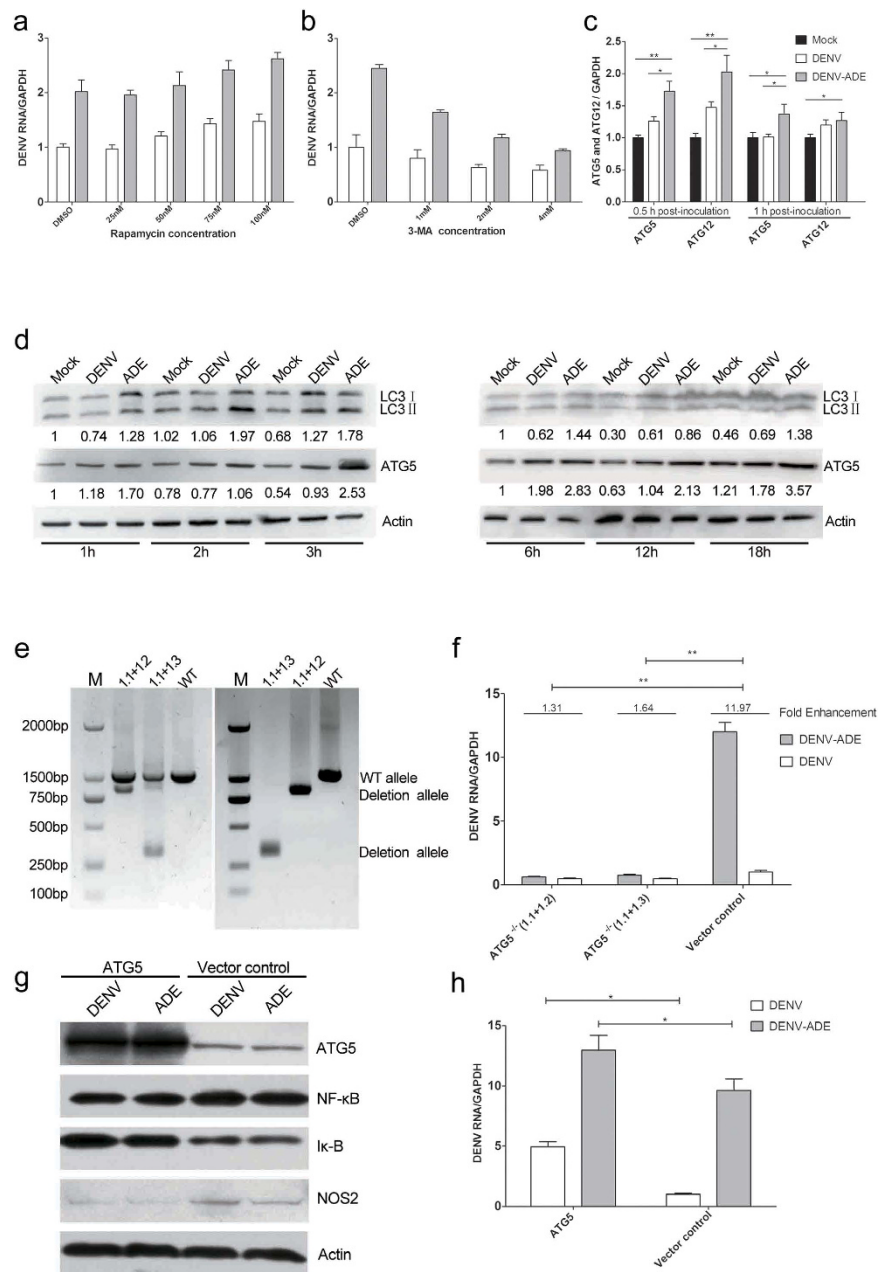 a
DENV RNA/GAPDH
3
2
1
0
DMSO
25nM
50nM
75nM
100nM
Rapamycin concentration
b
DENV RNA/GAPDH
3
2
1
0
DMSO
1mM
2mM
4mM
3-MA concentration
c
Mock
DENV
DENV-ADE
ATG5 and ATG12 / GAPDH
2.5
2.0
1.5
1.0
0.5
0.0
** * ** * * * *
0.5 h post-inoculation 1 h post-inoculation
ATG5 ATG12 ATG5 ATG12
d
Mock DENV ADE Mock DENV ADE Mock DENV ADE
LC3 I
LC3 II
1 0.74 1.28 1.02 1.06 1.97 0.68 1.27 1.78
ATG5
1 1.18 1.70 0.78 0.77 1.06 0.54 0.93 2.53
Actin
1h 2h 3h
Mock DENV ADE Mock DENV ADE Mock DENV ADE
LC3 I
LC3 II
1 0.62 1.44 0.30 0.61 0.86 0.46 0.69 1.38
ATG5
1 1.98 2.83 0.63 1.04 2.13 1.21 1.78 3.57
Actin
6h 12h 18h
e
M 1.1+1.2 1.1+1.3 WT M 1.1+1.3 1.1+1.2 WT
2000bp
1500bp WT allele
750bp Deletion allele
500bp
250bp Deletion allele
100bp
f
**
**
1.31 1.64 11.97 Fold Enhancement
DENV-ADE
DENV
DENV RNA/GAPDH
15
10
5
0
ATG5 -/- (1.1+1.2)
ATG5 -/- (1.1+1.3)
Vector control
g
ATG5 Vector control
DENV ADE DENV ADE
ATG5
NF-κB
Iκ-B
NOS2
Actin
h
*
*
DENV
DENV-ADE
DENV RNA/GAPDH
15
10
5
0
ATG5
Vector control